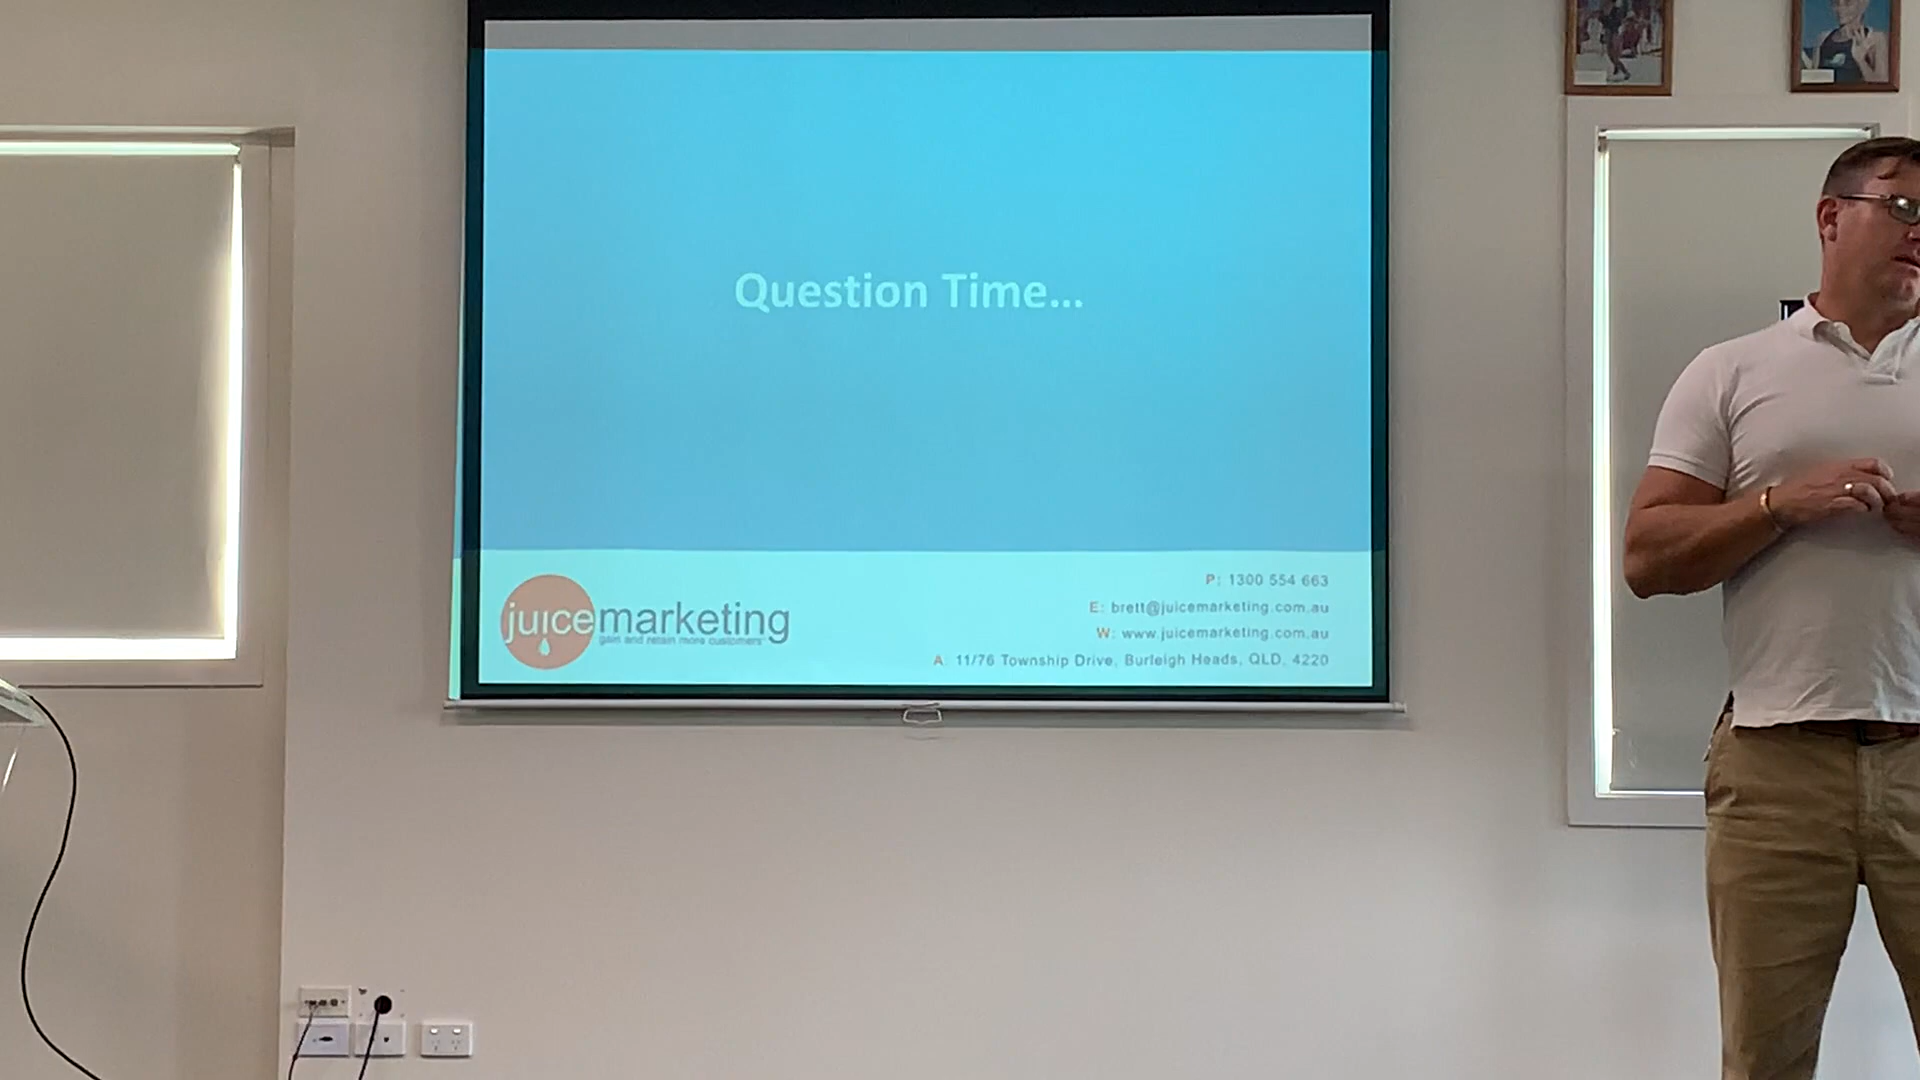 Question Time...
juicemarketing
gain and retain more customers
P: 1300 554 663
E: brett@juicemarketing.com.au
W: www.juicemarketing.com.au
A: 11/76 Township Drive, Burleigh Heads, QLD, 4220